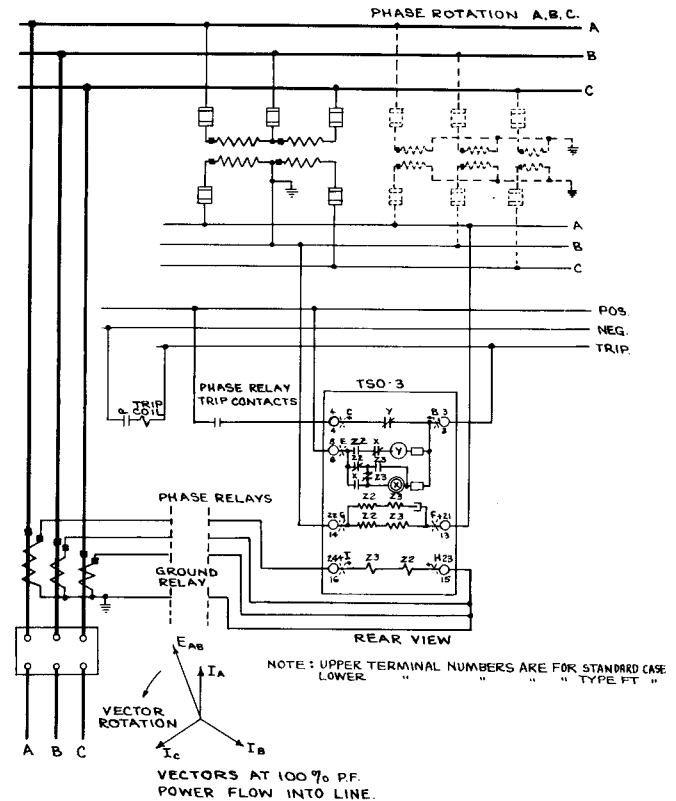 PHASE ROTATION A,B,C.
A
B
C
A
B
C
POS.
NEG.
TRIP.
TSO-3
PHASE RELAY
TRIP CONTACTS
TRIP
COIL
4 C Y B 3
4 3
E Z2 X Y
Z2 Z3
X Z3 X
Z2 Z3
Z2 Z3
14 13
I Z3 Z2 H 23
16 15
PHASE RELAYS
GROUND
RELAY
REAR VIEW
NOTE: UPPER TERMINAL NUMBERS ARE FOR STANDARD CASE
LOWER " " " " TYPE FT "
EAB
IA
VECTOR
ROTATION
IC
IB
A B C
VECTORS AT 100% P.F.
POWER FLOW INTO LINE.